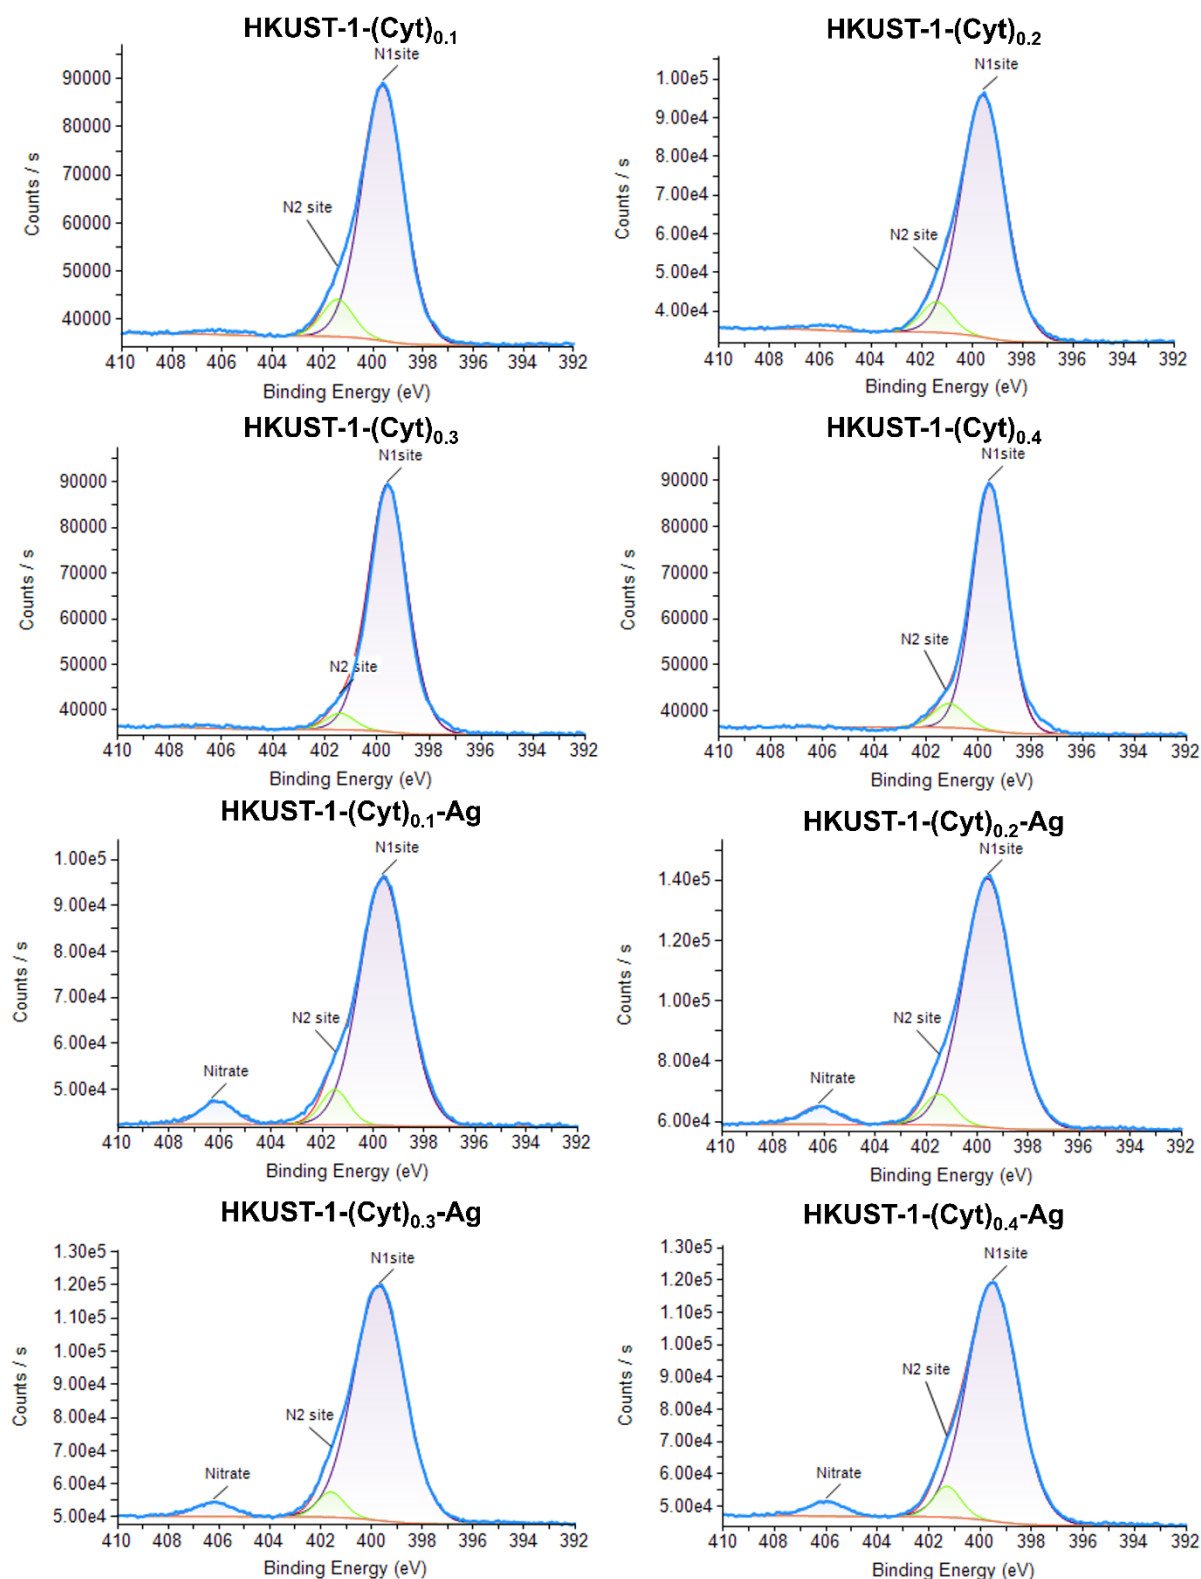 HKUST-1-(Cyt)0.1
N1site
90000
80000
70000
60000
50000
40000
N2 site
Counts / s
410 408 406 404 402 400 398 396 394 392
Binding Energy (eV)
HKUST-1-(Cyt)0.2
N1site
1.00e5
9.00e4
8.00e4
7.00e4
6.00e4
5.00e4
4.00e4
N2 site
Counts / s
410 408 406 404 402 400 398 396 394 392
Binding Energy (eV)
HKUST-1-(Cyt)0.3
N1site
90000
80000
70000
60000
50000
40000
N2 site
Counts / s
410 408 406 404 402 400 398 396 394 392
Binding Energy (eV)
HKUST-1-(Cyt)0.4
N1site
90000
80000
70000
60000
50000
40000
N2 site
Counts / s
410 408 406 404 402 400 398 396 394 392
Binding Energy (eV)
HKUST-1-(Cyt)0.1-Ag
N1site
1.00e5
9.00e4
8.00e4
7.00e4
6.00e4
5.00e4
N2 site
Nitrate
Counts / s
410 408 406 404 402 400 398 396 394 392
Binding Energy (eV)
HKUST-1-(Cyt)0.2-Ag
N1site
1.40e5
1.20e5
1.00e5
8.00e4
6.00e4
N2 site
Nitrate
Counts / s
410 408 406 404 402 400 398 396 394 392
Binding Energy (eV)
HKUST-1-(Cyt)0.3-Ag
N1site
1.30e5
1.20e5
1.10e5
1.00e5
9.00e4
8.00e4
7.00e4
6.00e4
5.00e4
N2 site
Nitrate
Counts / s
410 408 406 404 402 400 398 396 394 392
Binding Energy (eV)
HKUST-1-(Cyt)0.4-Ag
N1site
1.30e5
1.20e5
1.10e5
1.00e5
9.00e4
8.00e4
7.00e4
6.00e4
5.00e4
N2 site
Nitrate
Counts / s
410 408 406 404 402 400 398 396 394 392
Binding Energy (eV)